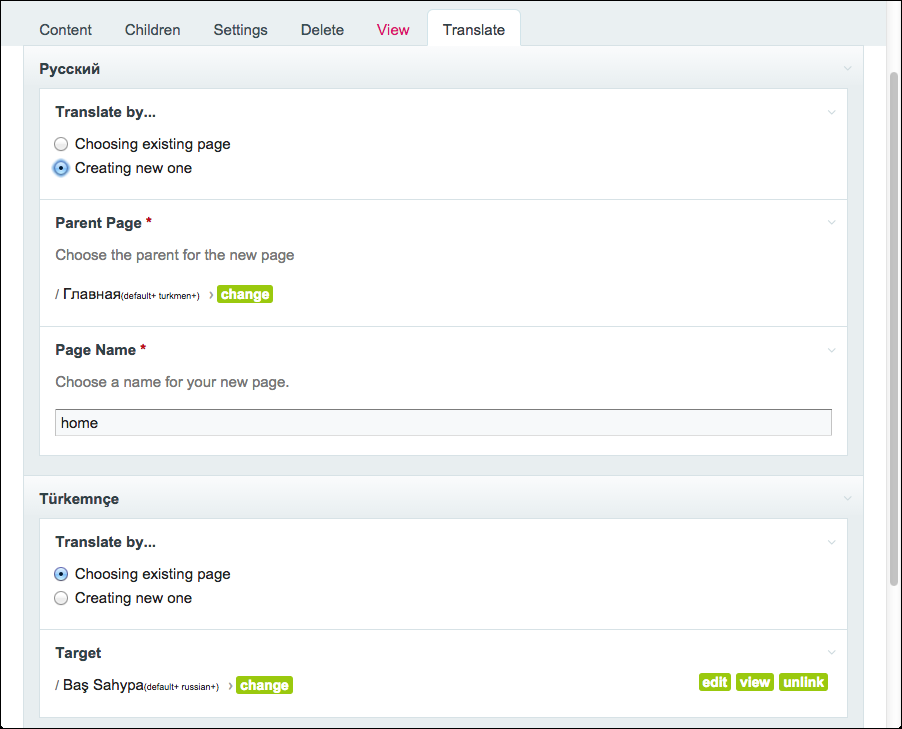 Content Children Settings Delete View Translate
Русский
Translate by...
Choosing existing page
Creating new one
Parent Page *
Choose the parent for the new page
/ Главная(default+ turkmen+) › change
Page Name *
Choose a name for your new page.
home
Türkemnçe
Translate by...
Choosing existing page
Creating new one
Target
/ Baş Sahypa(default+ russian+) › change edit view unlink